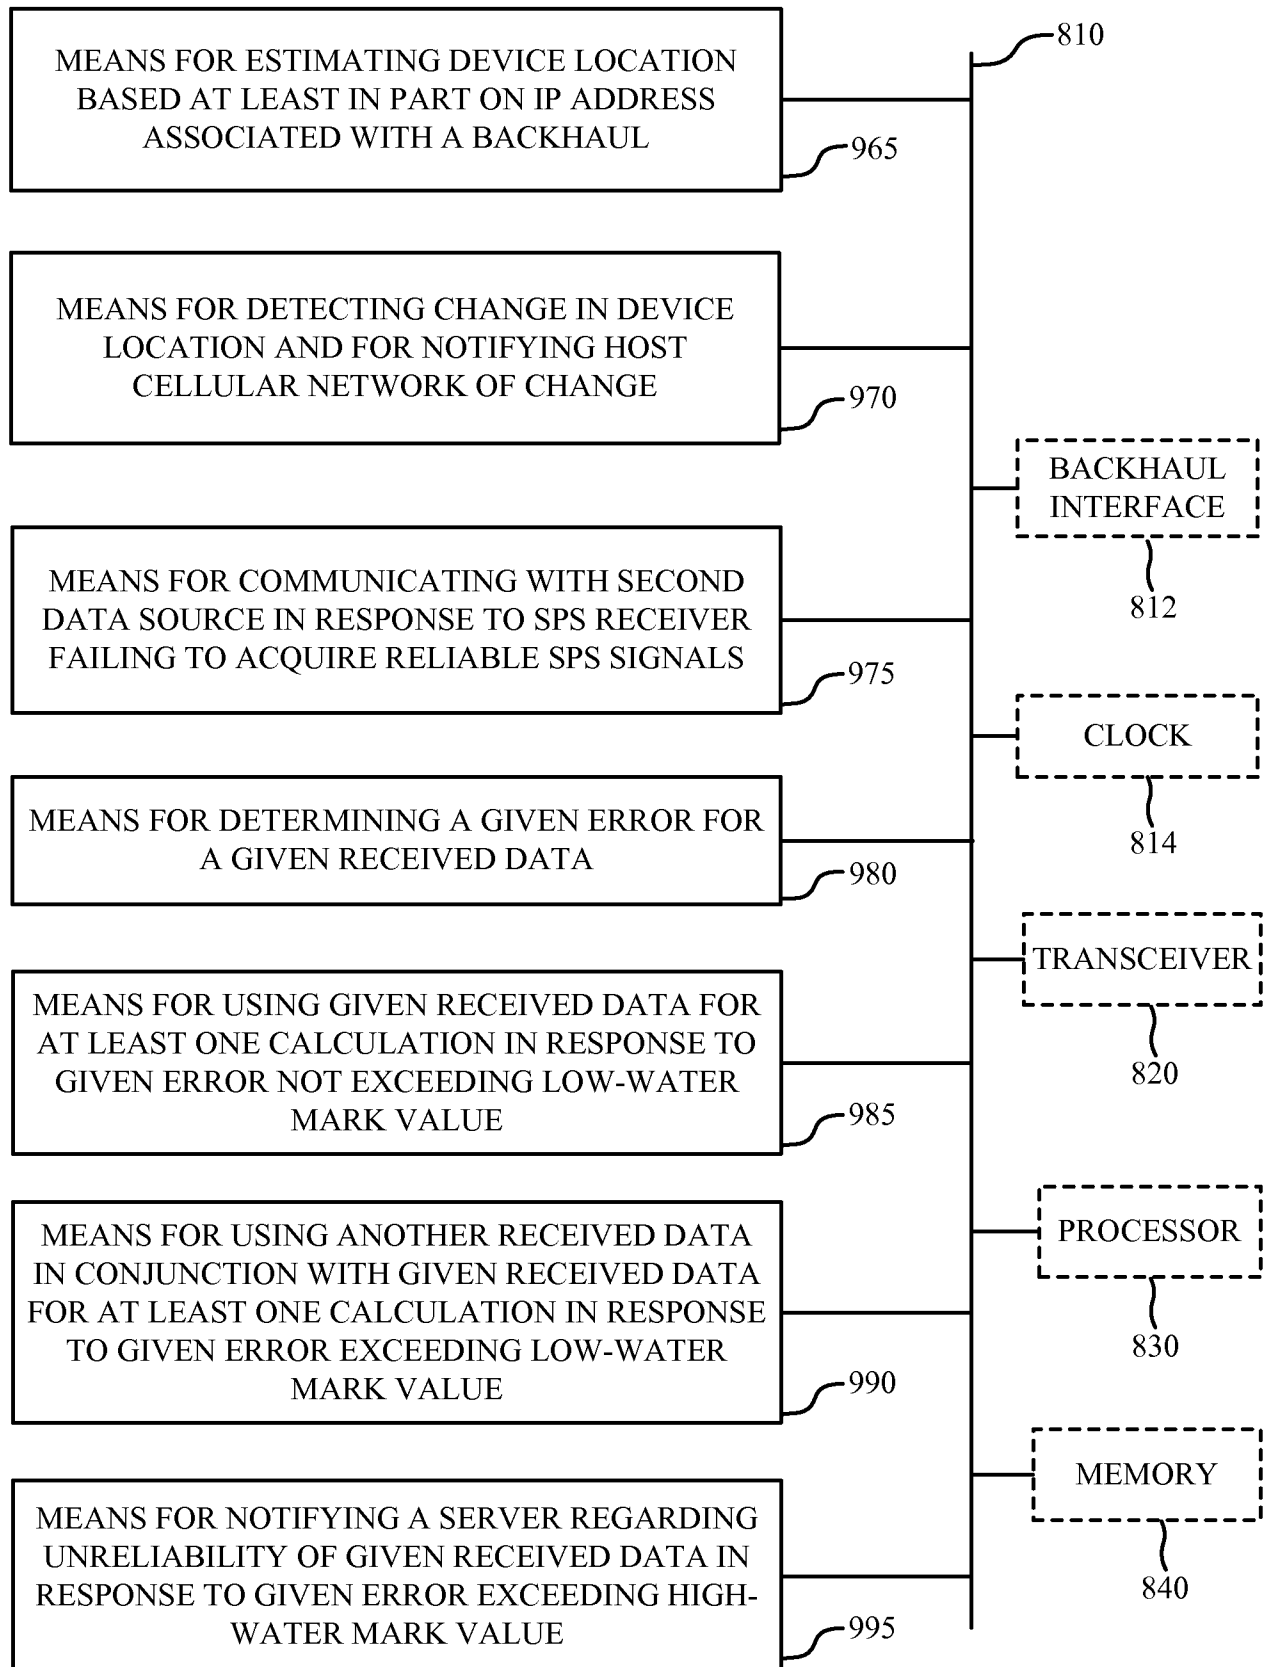 810
MEANS FOR ESTIMATING DEVICE LOCATION
BASED AT LEAST IN PART ON IP ADDRESS
ASSOCIATED WITH A BACKHAUL
965
MEANS FOR DETECTING CHANGE IN DEVICE
LOCATION AND FOR NOTIFYING HOST
CELLULAR NETWORK OF CHANGE
970
BACKHAUL
INTERFACE
812
MEANS FOR COMMUNICATING WITH SECOND
DATA SOURCE IN RESPONSE TO SPS RECEIVER
FAILING TO ACQUIRE RELIABLE SPS SIGNALS
975
CLOCK
814
MEANS FOR DETERMINING A GIVEN ERROR FOR
A GIVEN RECEIVED DATA
980
TRANSCEIVER
820
MEANS FOR USING GIVEN RECEIVED DATA FOR
AT LEAST ONE CALCULATION IN RESPONSE TO
GIVEN ERROR NOT EXCEEDING LOW-WATER
MARK VALUE
985
PROCESSOR
830
MEANS FOR USING ANOTHER RECEIVED DATA
IN CONJUNCTION WITH GIVEN RECEIVED DATA
FOR AT LEAST ONE CALCULATION IN RESPONSE
TO GIVEN ERROR EXCEEDING LOW-WATER
MARK VALUE
990
MEMORY
840
MEANS FOR NOTIFYING A SERVER REGARDING
UNRELIABILITY OF GIVEN RECEIVED DATA IN
RESPONSE TO GIVEN ERROR EXCEEDING HIGH-
WATER MARK VALUE
995